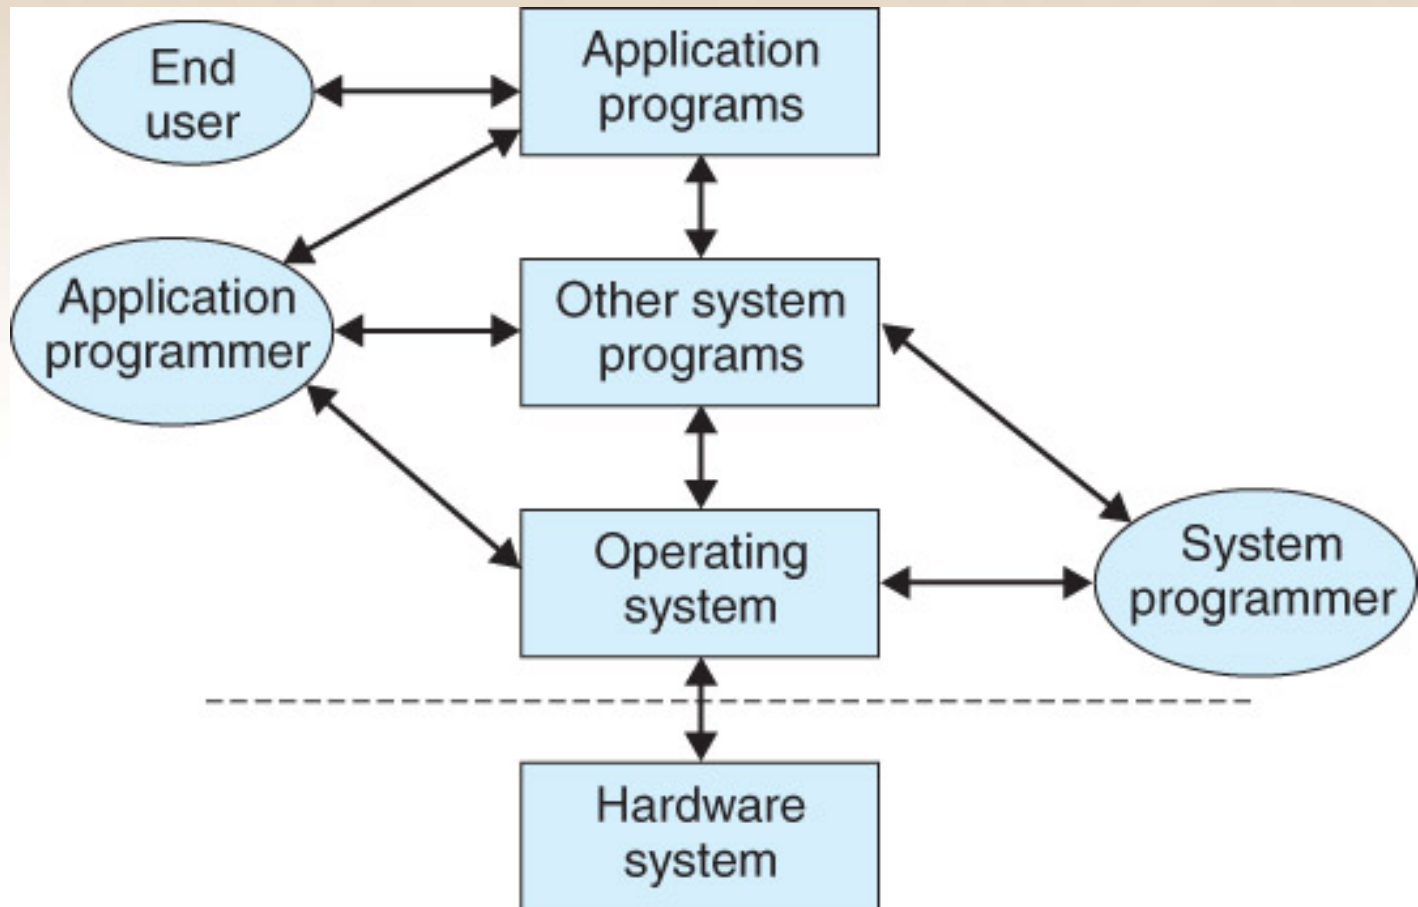 End
user
Application
programs
Application
programmer
Other system
programs
Operating
system
System
programmer
Hardware
system